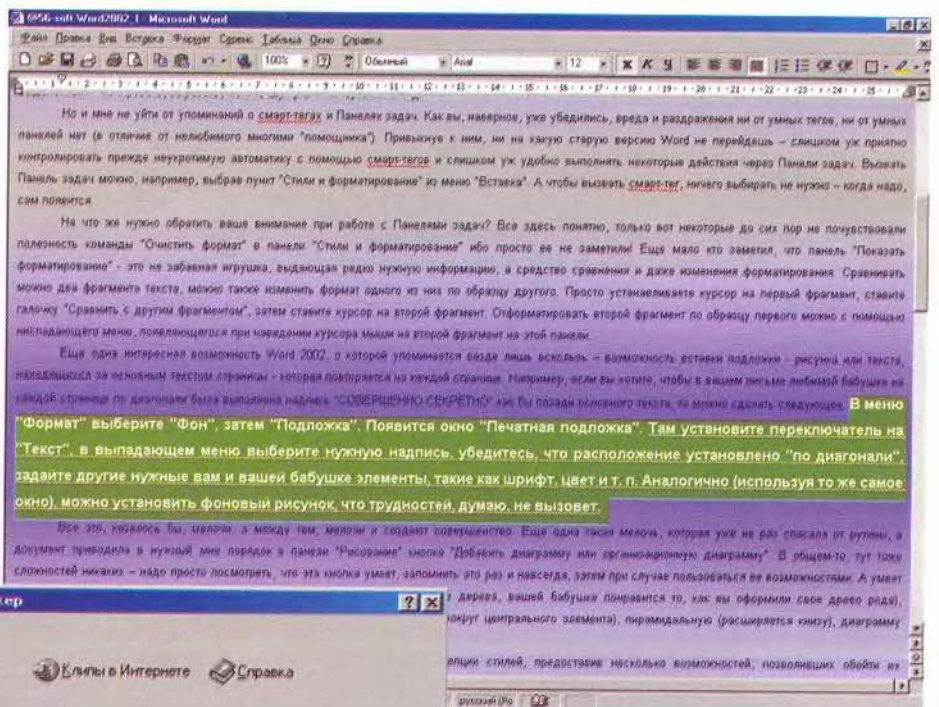 @56-soft-Word2002_1 - Microsoft Word
Файл Правка Вид Вставка Формат Сервис Таблица Окно Справка
100% Обычный Arial 12 Ж К Ч
Но и мне не уйти от упоминаний о смарт-тегах и Панелях задач. Как вы, наверное, уже убедились, вреда и раздражения ни от умных тегов, ни от умных
панелей нет (в отличие от нелюбимого многими "помощника"). Привыкнув к ним, ни на какую старую версию Word не перейдешь – слишком уж приятно
контролировать прежде неукротимую автоматику с помощью смарт-тегов и слишком уж удобно выполнять некоторые действия через Панели задач. Вызвать
Панель задач можно, например, выбрав пункт "Стили и форматирование" из меню "Вставка". А чтобы вызвать смарт-тег, ничего выбирать не нужно – когда надо,
сам появится.
На что же нужно обратить ваше внимание при работе с Панелями задач? Все здесь понятно, только вот некоторые до сих пор не почувствовали
полезность команды "Очистить формат" в панели "Стили и форматирование" ибо просто ее не заметили! Еще мало кто заметил, что панель "Показать
форматирование" - это не забавная игрушка, выдающая редко нужную информацию, а средство сравнения и даже изменения форматирования. Сравнивать
можно два фрагмента текста, можно также изменить формат одного из них по образцу другого. Просто устанавливаете курсор на первый фрагмент, ставите
галочку "Сравнить с другим фрагментом", затем ставите курсор на второй фрагмент. Отформатировать второй фрагмент по образцу первого можно с помощью
ниспадающего меню, появляющегося при наведении курсора мыши на второй фрагмент на этой панели.
Еще одна интересная возможность Word 2002, о которой упоминается везде лишь вскользь – возможность вставки подложки - рисунка или текста,
находящихся за основным текстом страницы - которая повторяется на каждой странице. Например, если вы хотите, чтобы в вашем письме любимой бабушке на
каждой странице по диагонали была выполнена надпись "СОВЕРШЕННО СЕКРЕТНО" как бы позади основного текста, то можно сделать следующее. В меню
"Формат" выберите "Фон", затем "Подложка". Появится окно "Печатная подложка". Там установите переключатель на
"Текст", в выпадающем меню выберите нужную надпись, убедитесь, что расположение установлено "по диагонали",
задайте другие нужные вам и вашей бабушке элементы, такие как шрифт, цвет и т. п. Аналогично (используя то же самое
окно), можно установить фоновый рисунок, что трудностей, думаю, не вызовет.
Все это, казалось бы, мелочи, а между тем, мелочи и создают совершенство. Еще одна такая мелочь, которая уже не раз спасала от рутины, а
документ приводила в нужный мне порядок в панели "Рисование" кнопка "Добавить диаграмму или организационную диаграмму". В общем-то, тут тоже
сложностей никаких – надо просто посмотреть, что эта кнопка умеет, запомнить это раз и навсегда, затем при случае пользоваться ее возможностями. А умеет
дерева, вашей бабушке понравится то, как вы оформили свое древо рода),
вокруг центрального элемента), пирамидальную (расширяется книзу), диаграмму
стилей, предоставив несколько возможностей, позволивших обойти их
Клипы в Интернете Справка
русский (Ро